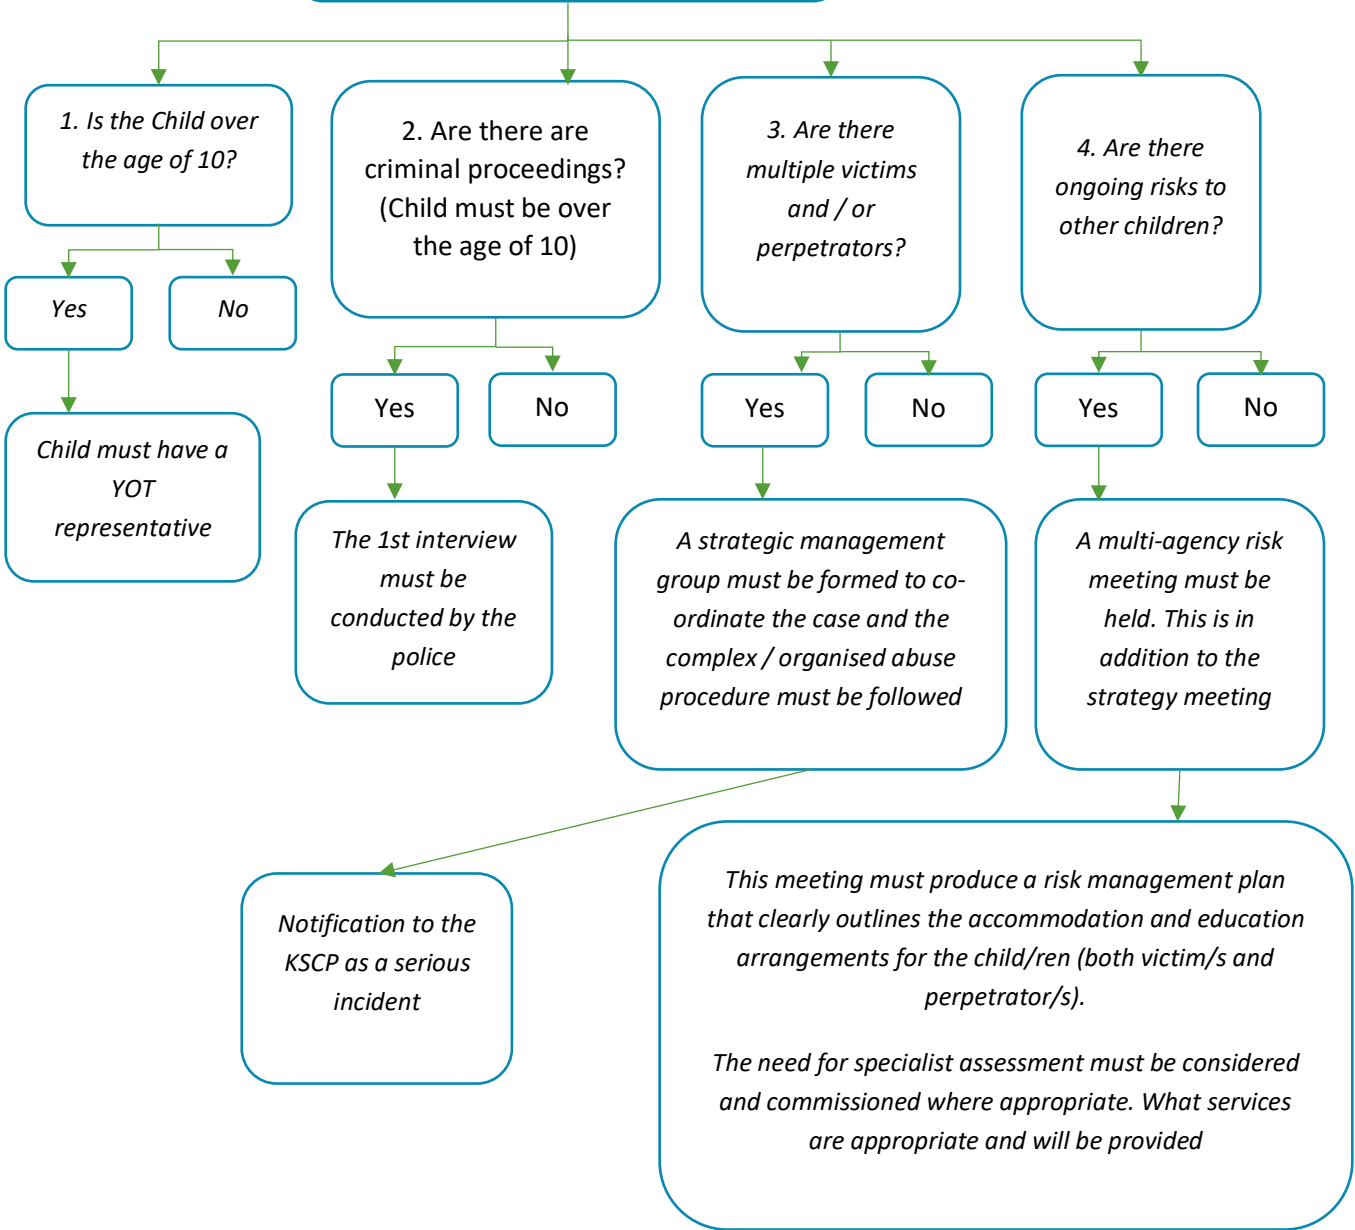 1. Is the Child over
the age of 10?
2. Are there are
criminal proceedings?
(Child must be over
the age of 10)
3. Are there
multiple victims
and / or
perpetrators?
4. Are there
ongoing risks to
other children?
Yes
No
Yes
No
Yes
No
Yes
No
Child must have a
YOT
representative
The 1st interview
must be
conducted by the
police
A strategic management
group must be formed to co-
ordinate the case and the
complex / organised abuse
procedure must be followed
A multi-agency risk
meeting must be
held. This is in
addition to the
strategy meeting
Notification to the
KSCP as a serious
incident
This meeting must produce a risk management plan
that clearly outlines the accommodation and education
arrangements for the child/ren (both victim/s and
perpetrator/s).
The need for specialist assessment must be considered
and commissioned where appropriate. What services
are appropriate and will be provided